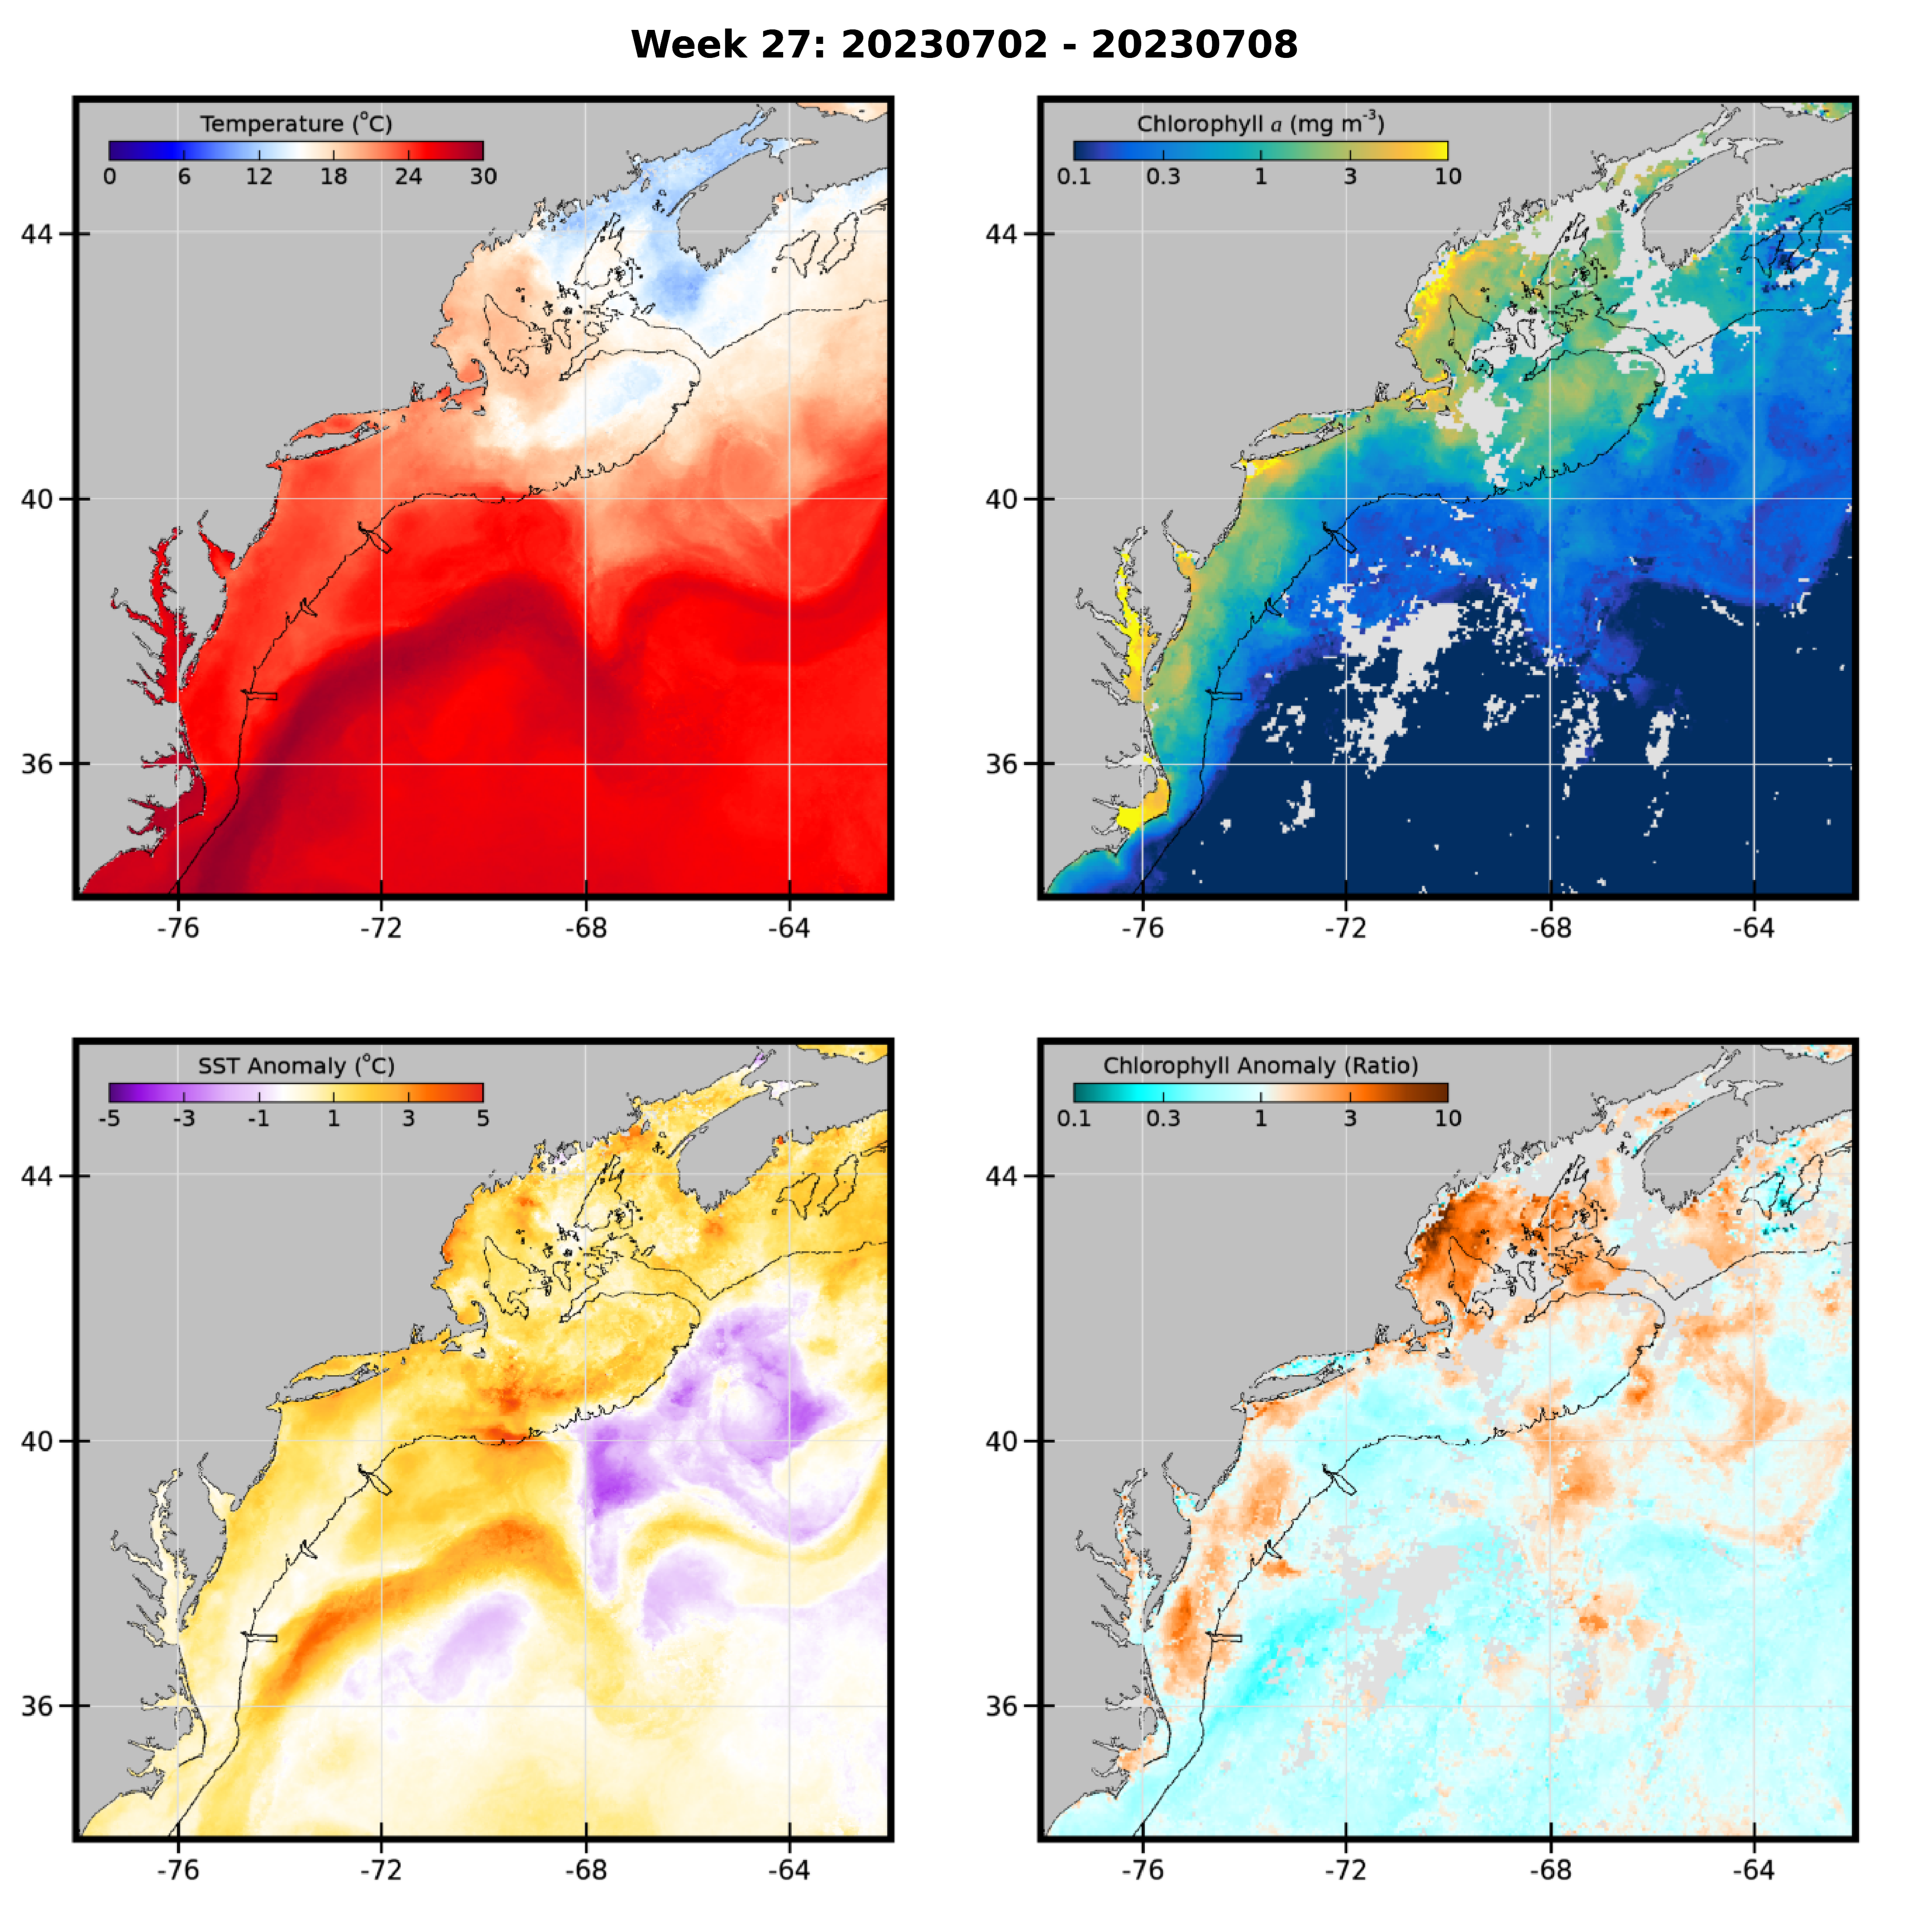 Week 27: 20230702 - 20230708
Temperature (°C)
0 6 12 18 24 30
44
40
36
-76 -72 -68 -64
Chlorophyll a (mg m⁻³)
0.1 0.3 1 3 10
44
40
36
-76 -72 -68 -64
SST Anomaly (°C)
-5 -3 -1 1 3 5
44
40
36
-76 -72 -68 -64
Chlorophyll Anomaly (Ratio)
0.1 0.3 1 3 10
44
40
36
-76 -72 -68 -64